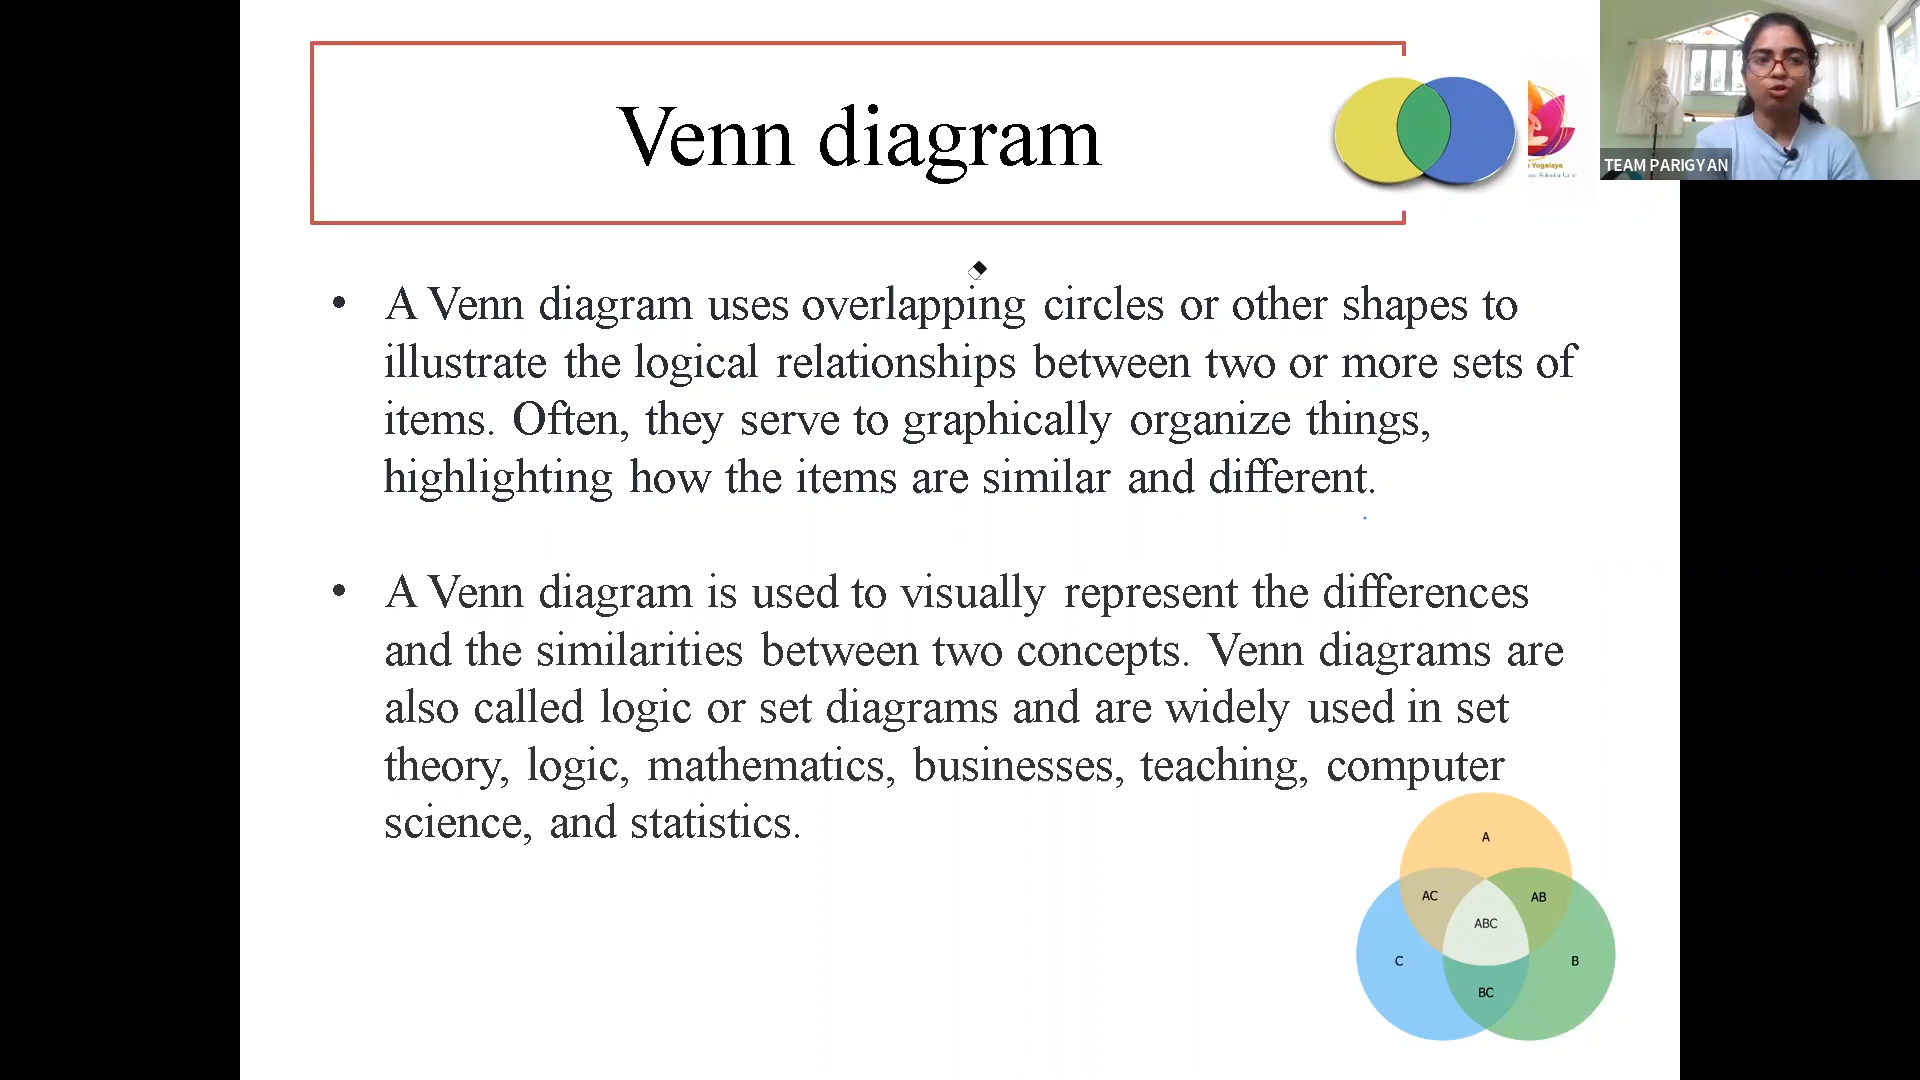 Venn diagram
Yogalaya
TEAM PARIGYAN
• A Venn diagram uses overlapping circles or other shapes to
illustrate the logical relationships between two or more sets of
items. Often, they serve to graphically organize things,
highlighting how the items are similar and different.
• A Venn diagram is used to visually represent the differences
and the similarities between two concepts. Venn diagrams are
also called logic or set diagrams and are widely used in set
theory, logic, mathematics, businesses, teaching, computer
science, and statistics.
A
AC
AB
ABC
C
B
BC